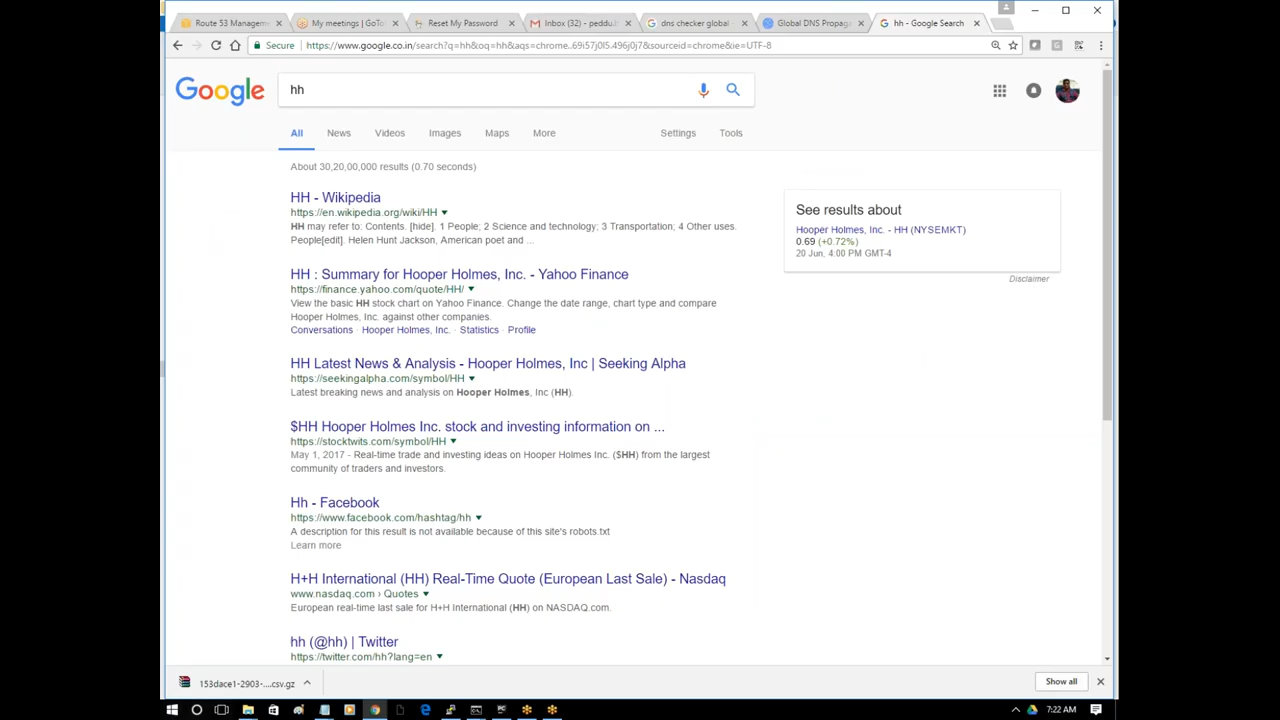 Route 53 Managem
My meetings | GoTo
Reset My Password
Inbox (32) - peddu
dns checker global -
Global DNS Propaga
hh - Google Search
Secure
https://www.google.co.in/search?q=hh&oq=hh&aqs=chrome..69i57j0l5.496j0j7&sourceid=chrome&ie=UTF-8
Google
hh
All
News
Videos
Images
Maps
More
Settings
Tools
About 30,20,00,000 results (0.70 seconds)
HH - Wikipedia
https://en.wikipedia.org/wiki/HH
HH may refer to: Contents. [hide]. 1 People; 2 Science and technology; 3 Transportation; 4 Other uses.
People[edit]. Helen Hunt Jackson, American poet and ...
HH : Summary for Hooper Holmes, Inc. - Yahoo Finance
https://finance.yahoo.com/quote/HH/
View the basic HH stock chart on Yahoo Finance. Change the date range, chart type and compare
Hooper Holmes, Inc. against other companies.
Conversations · Hooper Holmes, Inc. · Statistics · Profile
HH Latest News & Analysis - Hooper Holmes, Inc | Seeking Alpha
https://seekingalpha.com/symbol/HH
Latest breaking news and analysis on Hooper Holmes, Inc (HH).
$HH Hooper Holmes Inc. stock and investing information on ...
https://stocktwits.com/symbol/HH
May 1, 2017 - Real-time trade and investing ideas on Hooper Holmes Inc. ($HH) from the largest
community of traders and investors.
Hh - Facebook
https://www.facebook.com/hashtag/hh
A description for this result is not available because of this site's robots.txt
Learn more
H+H International (HH) Real-Time Quote (European Last Sale) - Nasdaq
www.nasdaq.com › Quotes
European real-time last sale for H+H International (HH) on NASDAQ.com.
hh (@hh) | Twitter
https://twitter.com/hh?lang=en
See results about
Hooper Holmes, Inc. - HH (NYSEMKT)
0.69 (+0.72%)
20 Jun, 4:00 PM GMT-4
Disclaimer
153dace1-2903-....csv.gz
Show all
7:22 AM